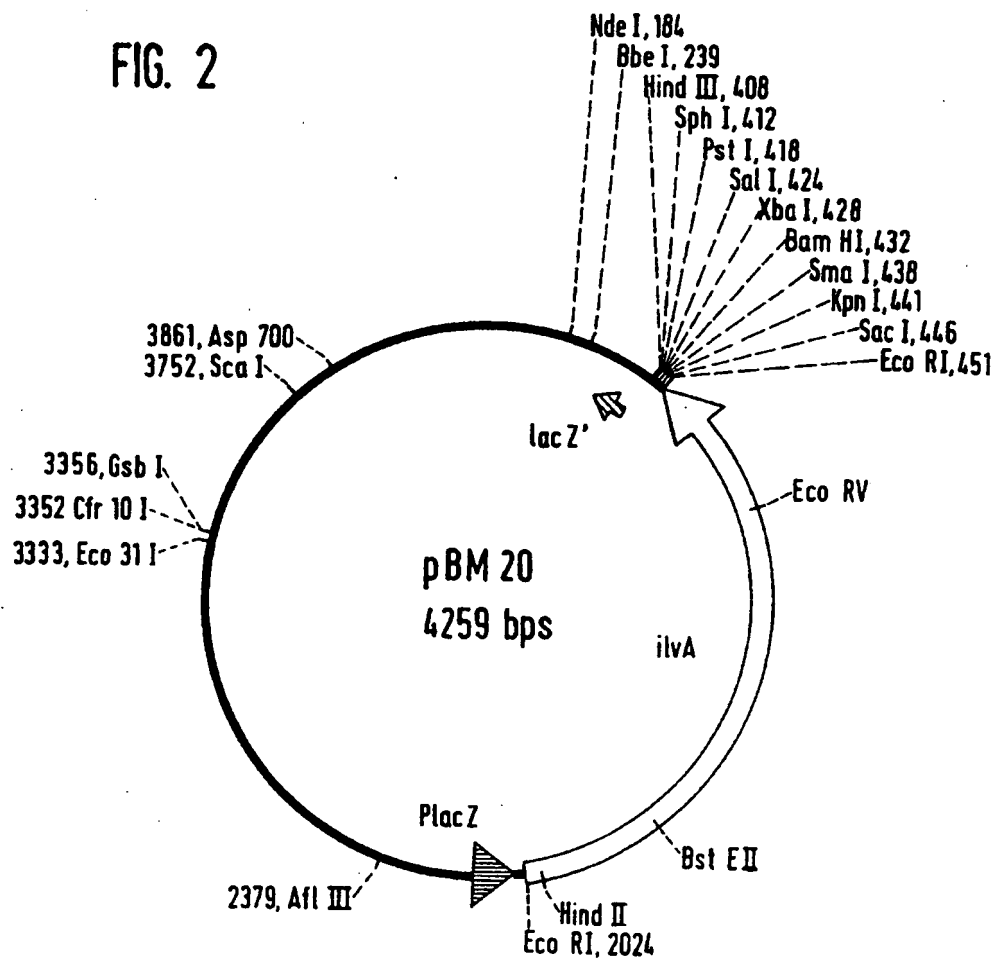 FIG. 2
Nde I, 184
Bbe I, 239
Hind III, 408
Sph I, 412
Pst I, 418
Sal I, 424
Xba I, 428
Bam HI, 432
Sma I, 438
Kpn I, 441
Sac I, 446
Eco RI, 451
3861, Asp 700
3752, Sca I
lac Z'
3356, Gsb I
3352 Cfr 10 I
3333, Eco 31 I
Eco RV
pBM 20
4259 bps
ilvA
PlacZ
Bst EII
2379, Afl III
Hind II
Eco RI, 2024